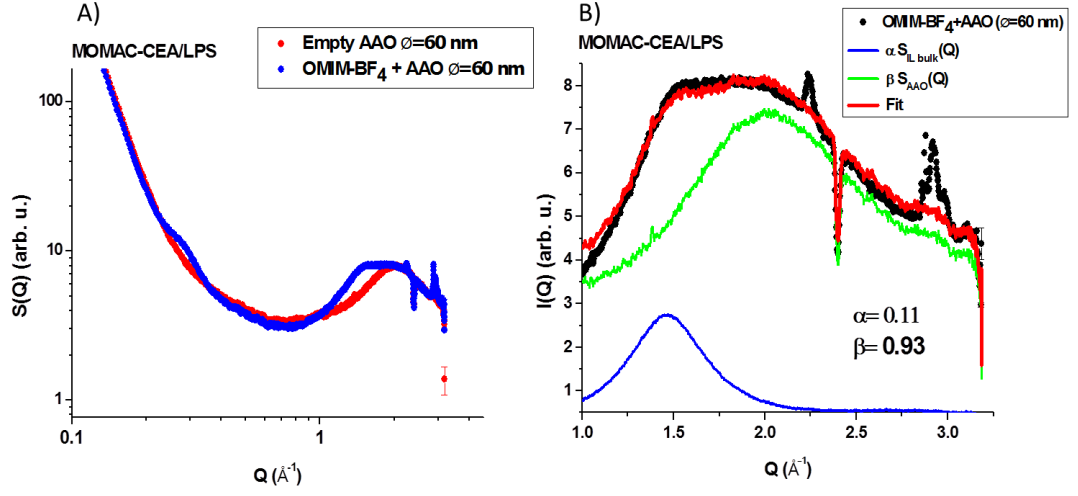 A)
MOMAC-CEA/LPS
Empty AAO Ø=60 nm
OMIM-BF4 + AAO Ø=60 nm
100
10
1
0.1
1
S(Q) (arb. u.)
Q (Å-1)
B)
MOMAC-CEA/LPS
OMIM-BF4+AAO (Ø=60 nm)
α SIL bulk(Q)
β SAAO(Q)
Fit
8
7
6
5
4
3
2
1
α= 0.11
β= 0.93
1.0
1.5
2.0
2.5
3.0
I(Q) (arb. u.)
Q (Å-1)